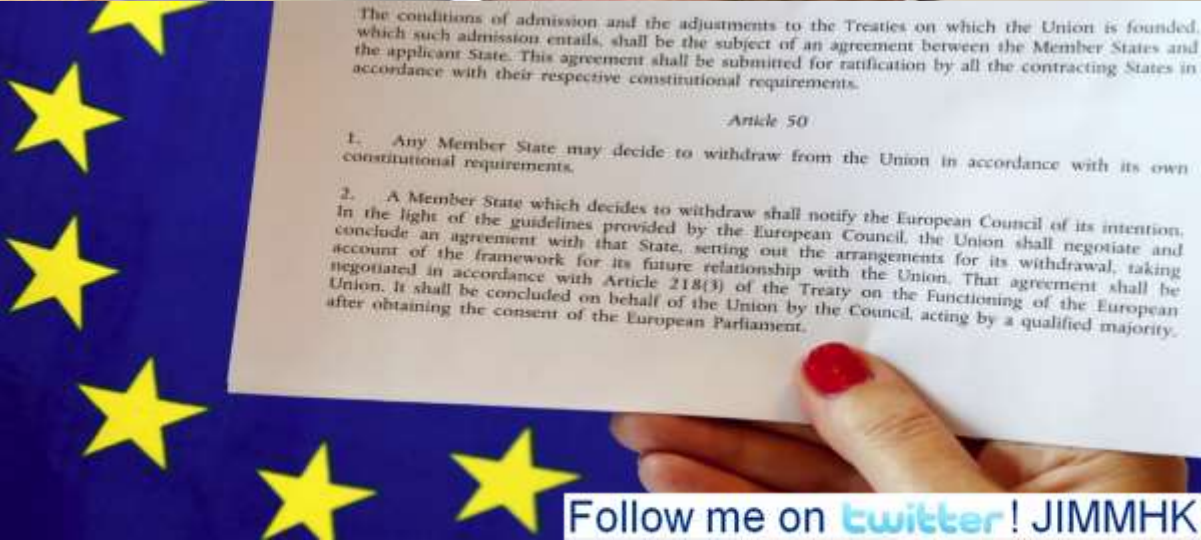 The conditions of admission and the adjustments to the Treaties on which the Union is founded,
which such admission entails, shall be the subject of an agreement between the Member States and
the applicant State. This agreement shall be submitted for ratification by all the contracting States in
accordance with their respective constitutional requirements.
Article 50
1. Any Member State may decide to withdraw from the Union in accordance with its own
constitutional requirements.
2. A Member State which decides to withdraw shall notify the European Council of its intention.
In the light of the guidelines provided by the European Council, the Union shall negotiate and
conclude an agreement with that State, setting out the arrangements for its withdrawal, taking
account of the framework for its future relationship with the Union. That agreement shall be
negotiated in accordance with Article 218(3) of the Treaty on the Functioning of the European
Union. It shall be concluded on behalf of the Union by the Council, acting by a qualified majority,
after obtaining the consent of the European Parliament.
Follow me on twitter! JIMMHK